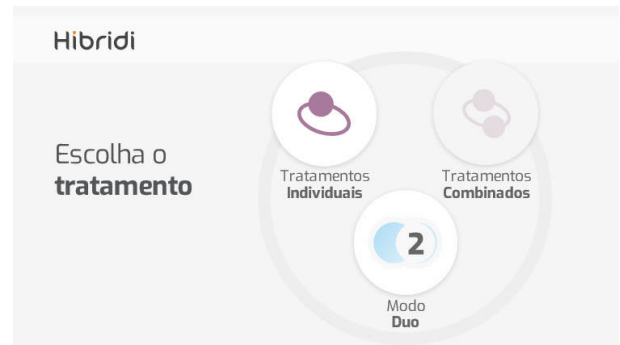 Hibridi
Escolha o
tratamento
Tratamentos
Individuais
Tratamentos
Combinados
2
Modo
Duo